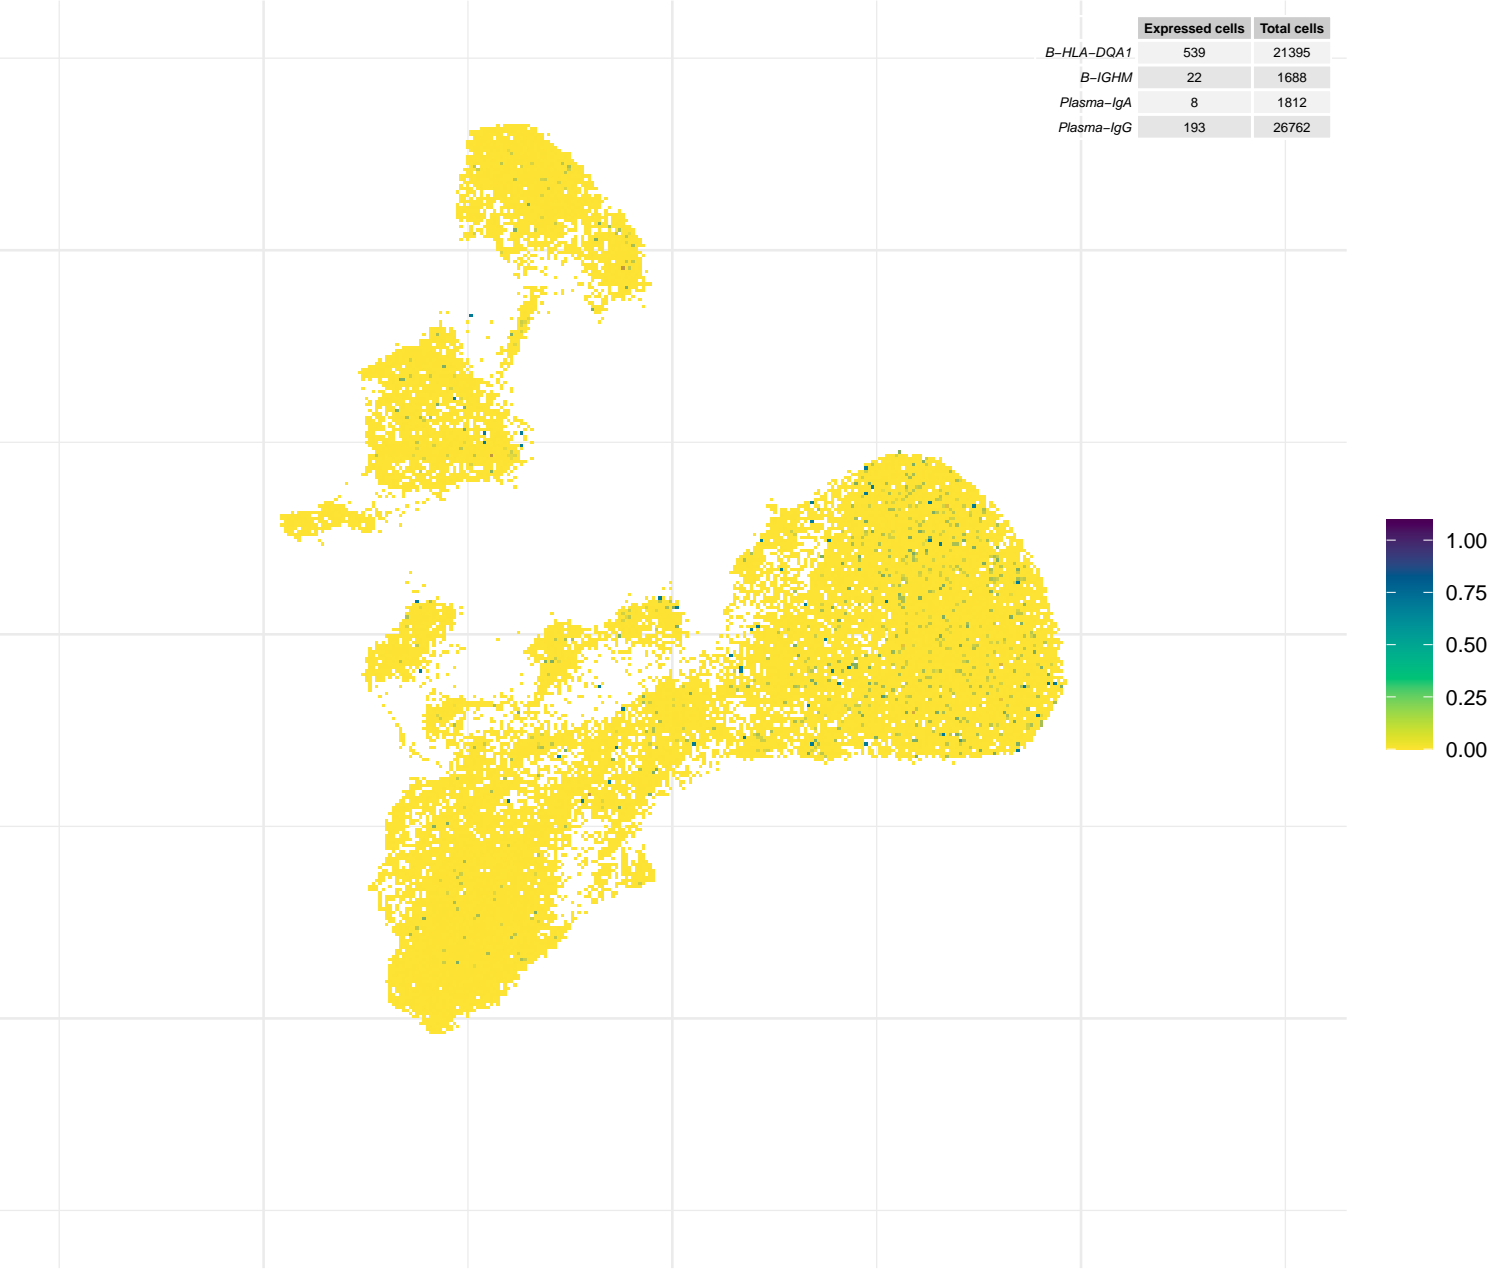 Expressed cells Total cells
B−HLA−DQA1 539 21395
B−IGHM 22 1688
Plasma−IgA 8 1812
Plasma−IgG 193 26762
1.00
0.75
0.50
0.25
0.00